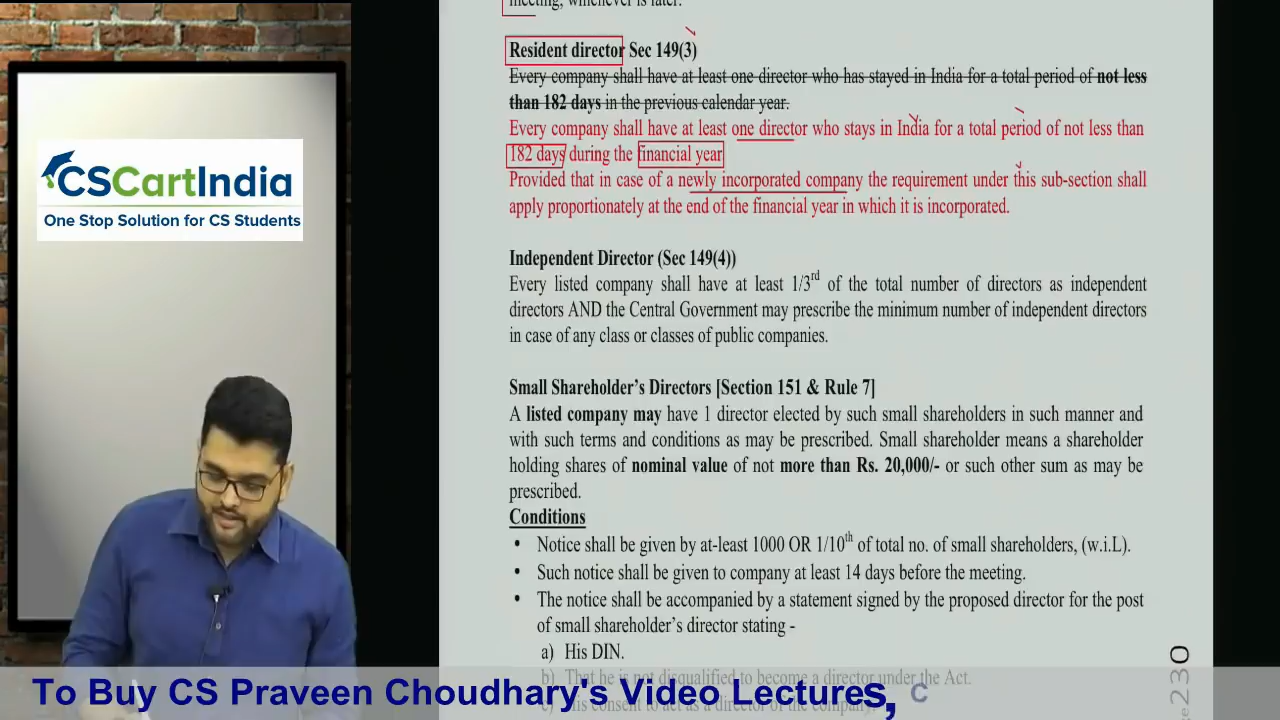 meeting, whichever is later.
Resident director Sec 149(3)
Every company shall have at least one director who has stayed in India for a total period of not less
than 182 days in the previous calendar year.
Every company shall have at least one director who stays in India for a total period of not less than
182 days during the financial year
Provided that in case of a newly incorporated company the requirement under this sub-section shall
apply proportionately at the end of the financial year in which it is incorporated.
Independent Director (Sec 149(4))
Every listed company shall have at least 1/3rd of the total number of directors as independent
directors AND the Central Government may prescribe the minimum number of independent directors
in case of any class or classes of public companies.
Small Shareholder’s Directors [Section 151 & Rule 7]
A listed company may have 1 director elected by such small shareholders in such manner and
with such terms and conditions as may be prescribed. Small shareholder means a shareholder
holding shares of nominal value of not more than Rs. 20,000/- or such other sum as may be
prescribed.
Conditions
• Notice shall be given by at-least 1000 OR 1/10th of total no. of small shareholders, (w.i.L).
• Such notice shall be given to company at least 14 days before the meeting.
• The notice shall be accompanied by a statement signed by the proposed director for the post
of small shareholder’s director stating -
a) His DIN.
b) That he is not disqualified to become a director under the Act.
c) His consent to act as a director of the company.
230
CSCartIndia
One Stop Solution for CS Students
To Buy CS Praveen Choudhary's Video Lectures, C